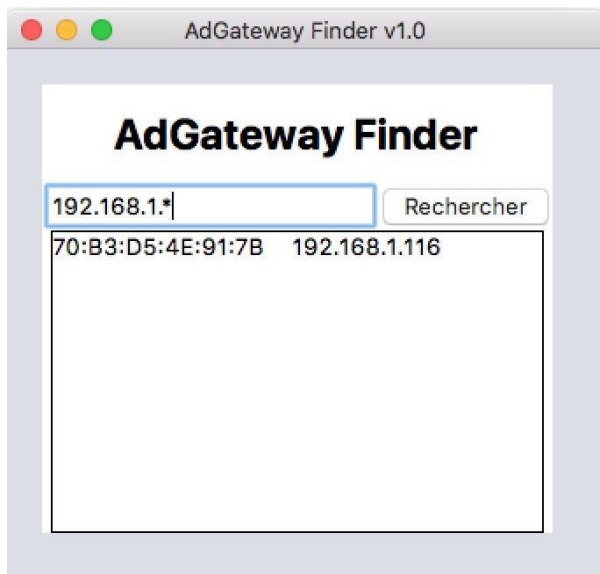 AdGateway Finder v1.0
AdGateway Finder
192.168.1.* Rechercher
70:B3:D5:4E:91:7B 192.168.1.116